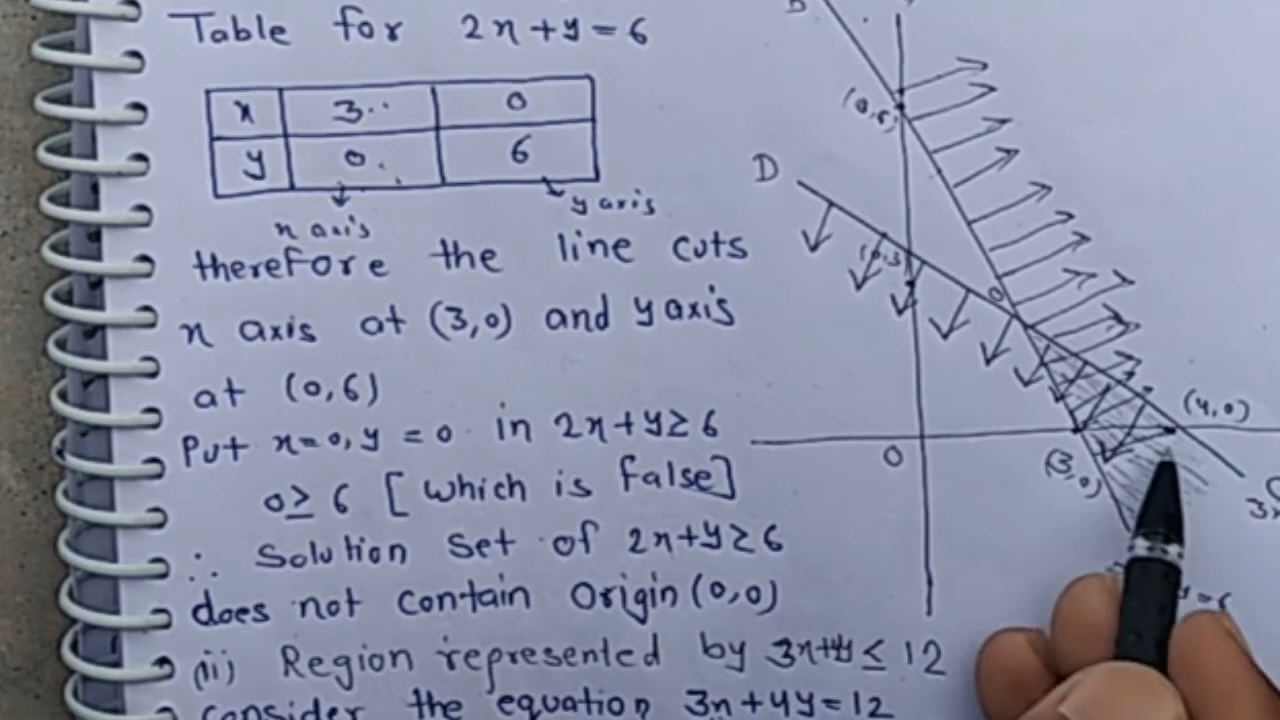 Table for 2x+y=6
x 3 0
y 0 6
x axis y axis
therefore the line cuts
x axis at (3,0) and y axis
at (0,6)
Put x=0, y=0 in 2x+y≥6
0≥6 [which is false]
∴ Solution set of 2x+y≥6
does not contain origin (0,0)
(ii) Region represented by 3x+4y≤12
consider the equation 3x+4y=12
B
(0,6)
D
(0,3)
(4,0)
O
(3,0)
C